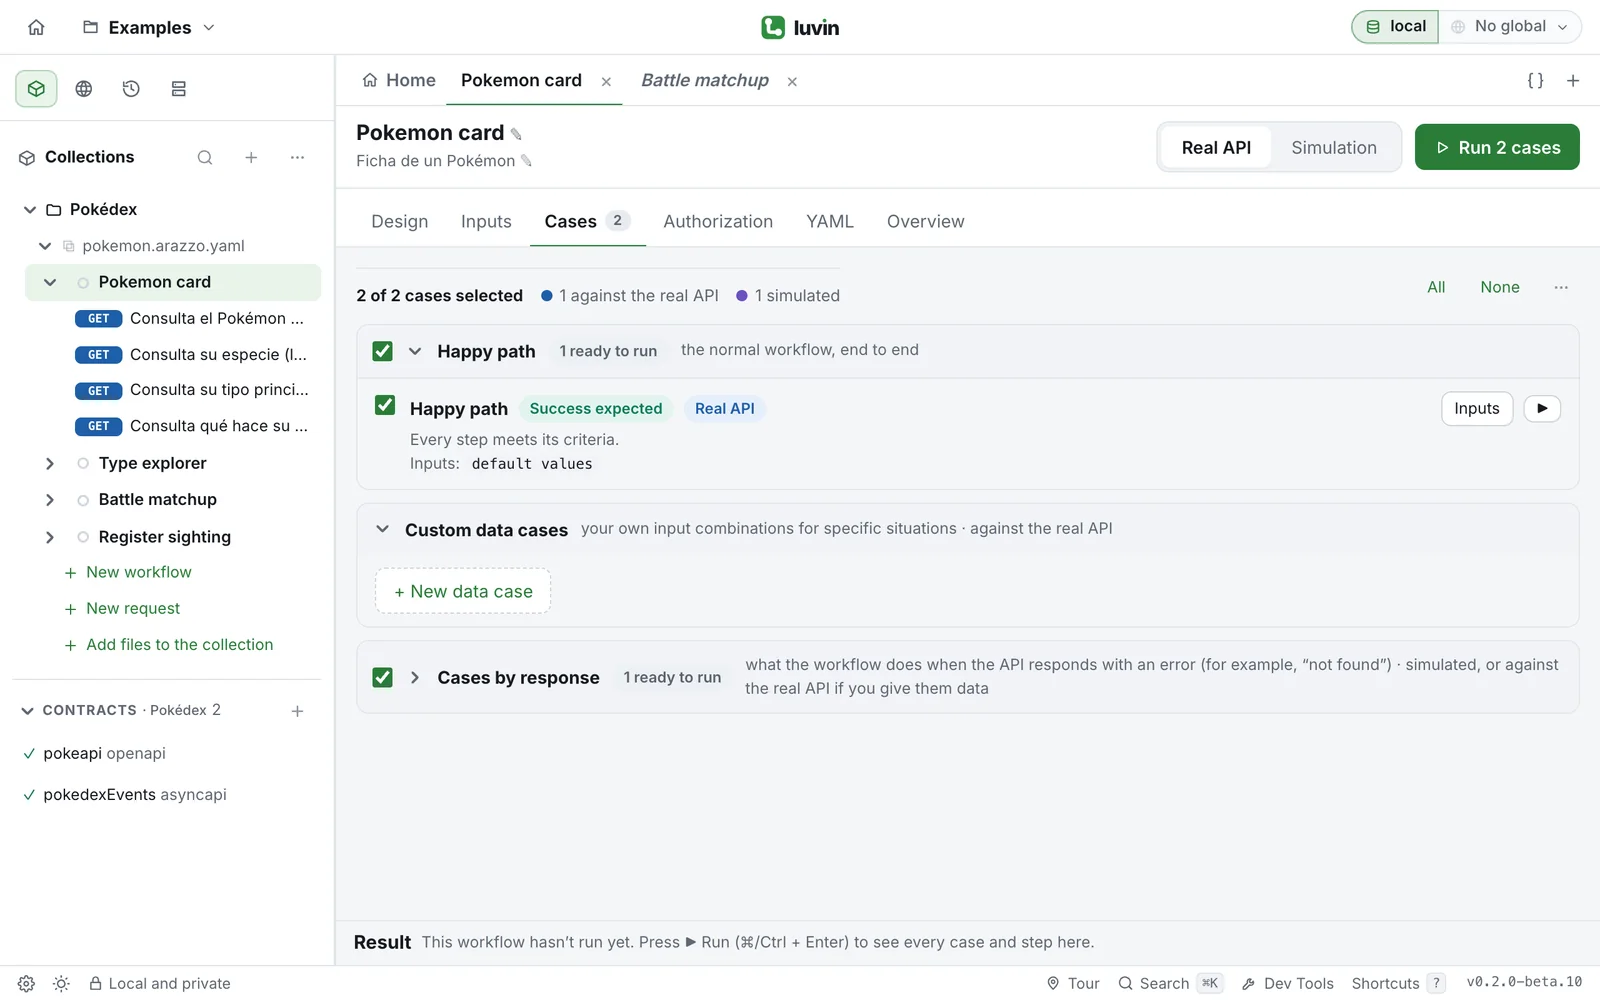 Examples
luvin
local
No global
Home
Pokemon card
Battle matchup
{}
Collections
Pokédex
pokemon.arazzo.yaml
Pokemon card
GET Consulta el Pokémon ...
GET Consulta su especie (l...
GET Consulta su tipo princi...
GET Consulta qué hace su ...
Type explorer
Battle matchup
Register sighting
+ New workflow
+ New request
+ Add files to the collection
CONTRACTS · Pokédex 2
pokeapi openapi
pokedexEvents asyncapi
Pokemon card
Ficha de un Pokémon
Real API
Simulation
Run 2 cases
Design
Inputs
Cases 2
Authorization
YAML
Overview
2 of 2 cases selected
1 against the real API
1 simulated
All
None
Happy path
1 ready to run
the normal workflow, end to end
Happy path
Success expected
Real API
Inputs
Every step meets its criteria.
Inputs: default values
Custom data cases
your own input combinations for specific situations · against the real API
+ New data case
Cases by response
1 ready to run
what the workflow does when the API responds with an error (for example, “not found”) · simulated, or against
the real API if you give them data
Result
This workflow hasn’t run yet. Press ▶ Run (⌘/Ctrl + Enter) to see every case and step here.
Local and private
Tour
Search ⌘K
Dev Tools
Shortcuts ?
v0.2.0-beta.10